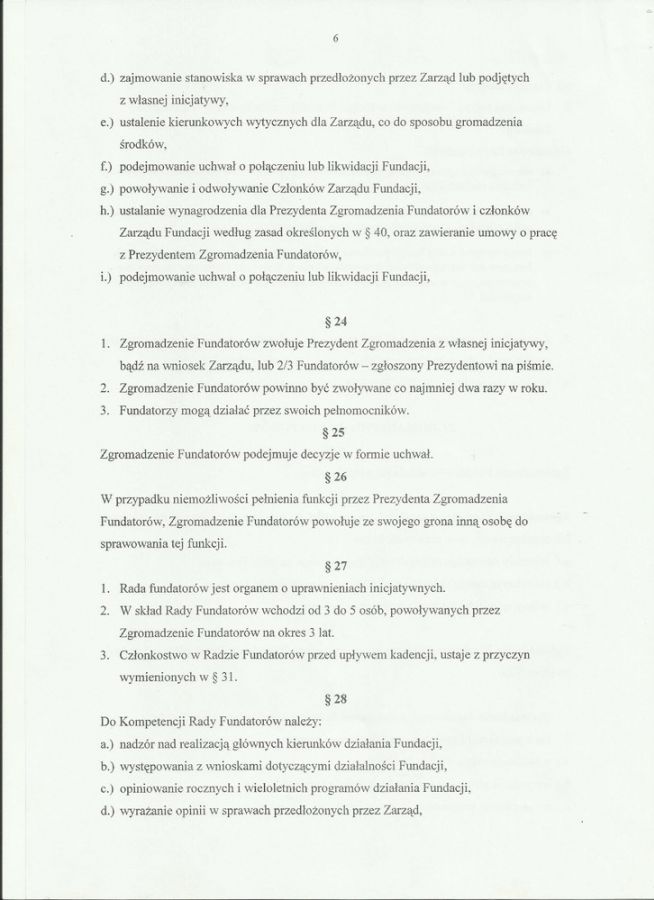 6
d.) zajmowanie stanowiska w sprawach przedłożonych przez Zarząd lub podjętych
z własnej inicjatywy,
e.) ustalenie kierunkowych wytycznych dla Zarządu, co do sposobu gromadzenia
środków,
f.) podejmowanie uchwał o połączeniu lub likwidacji Fundacji,
g.) powoływanie i odwoływanie Członków Zarządu Fundacji,
h.) ustalanie wynagrodzenia dla Prezydenta Zgromadzenia Fundatorów i członków
Zarządu Fundacji według zasad określonych w § 40, oraz zawieranie umowy o pracę
z Prezydentem Zgromadzenia Fundatorów,
i.) podejmowanie uchwał o połączeniu lub likwidacji Fundacji,
§ 24
1. Zgromadzenie Fundatorów zwołuje Prezydent Zgromadzenia z własnej inicjatywy,
bądź na wniosek Zarządu, lub 2/3 Fundatorów – zgłoszony Prezydentowi na piśmie.
2. Zgromadzenie Fundatorów powinno być zwoływane co najmniej dwa razy w roku.
3. Fundatorzy mogą działać przez swoich pełnomocników.
§ 25
Zgromadzenie Fundatorów podejmuje decyzje w formie uchwał.
§ 26
W przypadku niemożliwości pełnienia funkcji przez Prezydenta Zgromadzenia
Fundatorów, Zgromadzenie Fundatorów powołuje ze swojego grona inną osobę do
sprawowania tej funkcji.
§ 27
1. Rada fundatorów jest organem o uprawnieniach inicjatywnych.
2. W skład Rady Fundatorów wchodzi od 3 do 5 osób, powoływanych przez
Zgromadzenie Fundatorów na okres 3 lat.
3. Członkostwo w Radzie Fundatorów przed upływem kadencji, ustaje z przyczyn
wymienionych w § 31.
§ 28
Do Kompetencji Rady Fundatorów należy:
a.) nadzór nad realizacją głównych kierunków działania Fundacji,
b.) występowania z wnioskami dotyczącymi działalności Fundacji,
c.) opiniowanie rocznych i wieloletnich programów działania Fundacji,
d.) wyrażanie opinii w sprawach przedłożonych przez Zarząd,